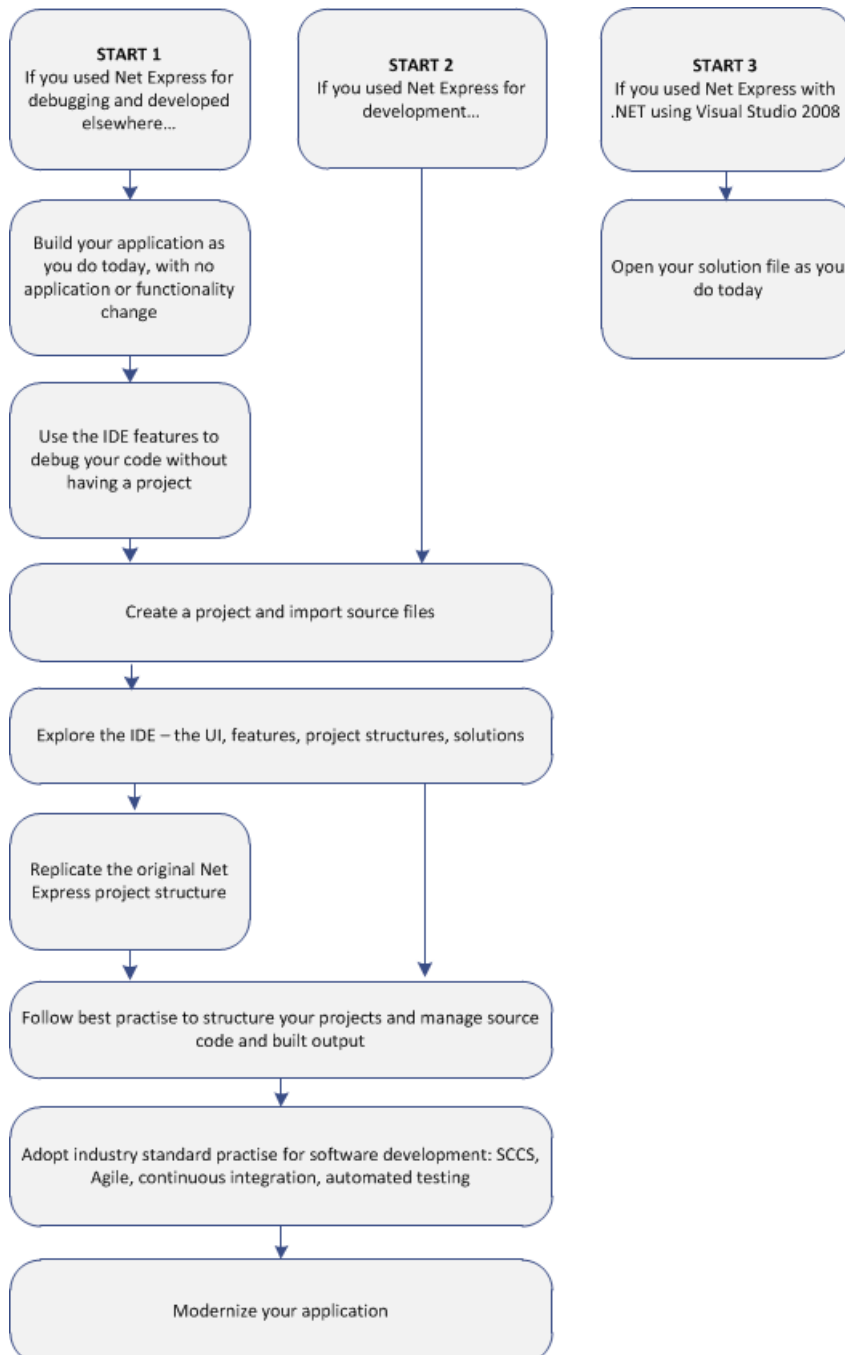 START 1
If you used Net Express for
debugging and developed
elsewhere…
START 2
If you used Net Express for
development…
START 3
If you used Net Express with
.NET using Visual Studio 2008
Build your application as
you do today, with no
application or functionality
change
Open your solution file as you
do today
Use the IDE features to
debug your code without
having a project
Create a project and import source files
Explore the IDE – the UI, features, project structures, solutions
Replicate the original Net
Express project structure
Follow best practise to structure your projects and manage source
code and built output
Adopt industry standard practise for software development: SCCS,
Agile, continuous integration, automated testing
Modernize your application